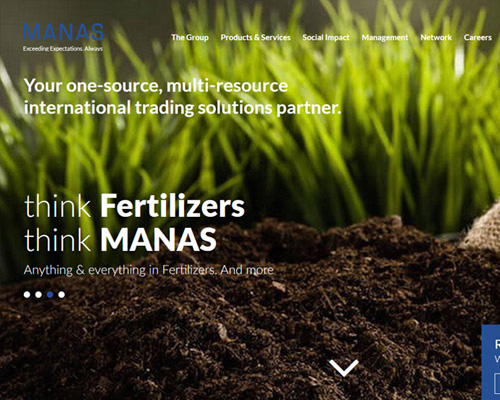 MANAS
Exceeding Expectations. Always
The Group Products & Services Social Impact Management Network Careers
Your one-source, multi-resource
international trading solutions partner.
think Fertilizers
think MANAS
Anything & everything in Fertilizers. And more